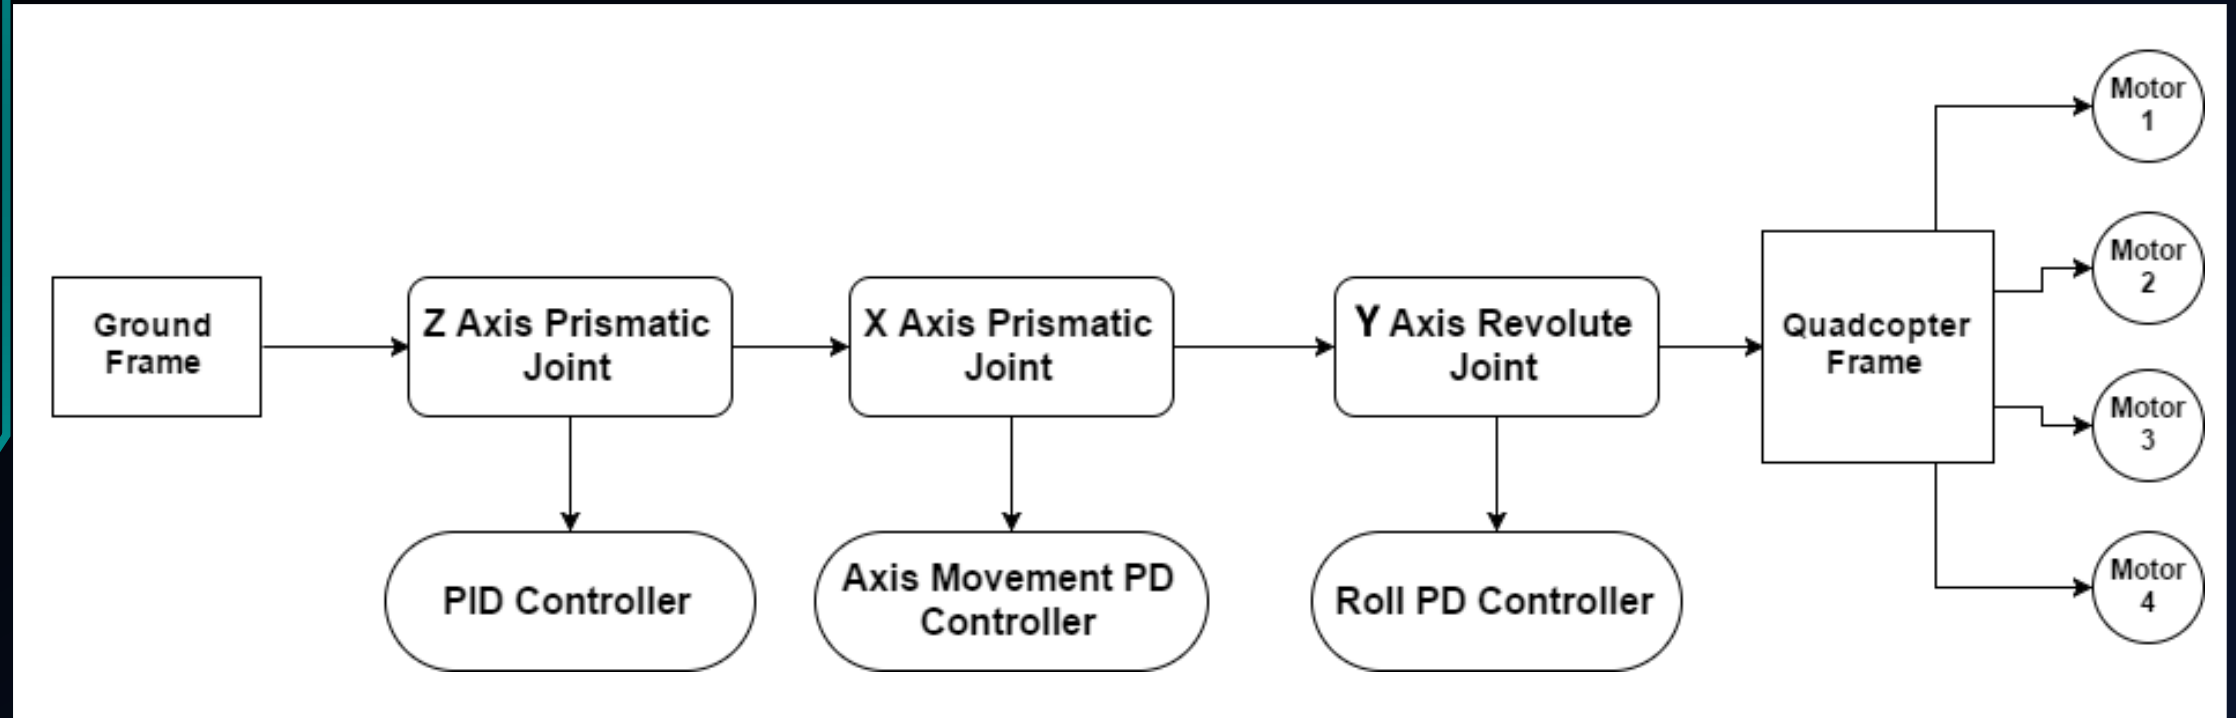 Ground
Frame
Z Axis Prismatic
Joint
X Axis Prismatic
Joint
Y Axis Revolute
Joint
Quadcopter
Frame
Motor
1
Motor
2
Motor
3
Motor
4
PID Controller
Axis Movement PD
Controller
Roll PD Controller